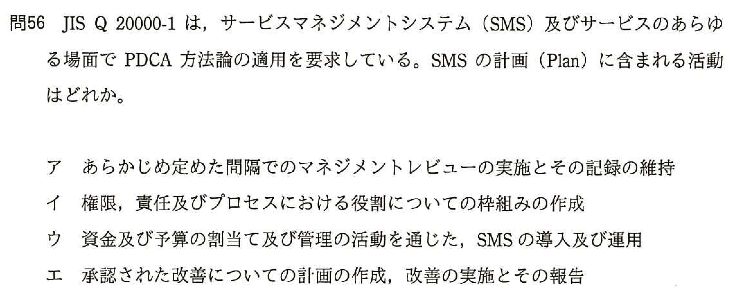 問56 JIS Q 20000-1 は，サービスマネジメントシステム（SMS）及びサービスのあらゆ
る場面で PDCA 方法論の適用を要求している。SMS の計画（Plan）に含まれる活動
はどれか。
ア あらかじめ定めた間隔でのマネジメントレビューの実施とその記録の維持
イ 権限，責任及びプロセスにおける役割についての枠組みの作成
ウ 資金及び予算の割当て及び管理の活動を通じた，SMS の導入及び運用
エ 承認された改善についての計画の作成，改善の実施とその報告